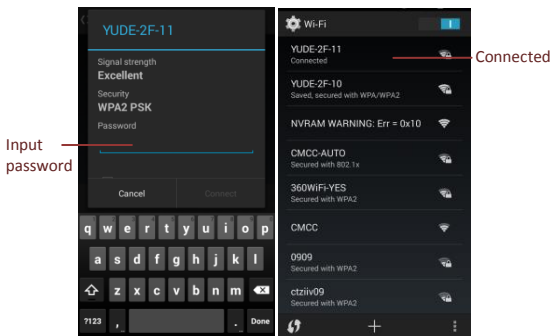 Input
password
YUDE-2F-11
Signal strength
Excellent
Security
WPA2 PSK
Password
Cancel
Connect
q w e r t y u i o p
a s d f g h j k l
z x c v b n m
?123 , . Done
Wi-Fi
YUDE-2F-11
Connected
YUDE-2F-10
Saved, secured with WPA/WPA2
NVRAM WARNING: Err = 0x10
CMCC-AUTO
Secured with 802.1x
360WiFi-YES
Secured with WPA2
CMCC
0909
Secured with WPA2
ctziiv09
Secured with WPA2
Connected